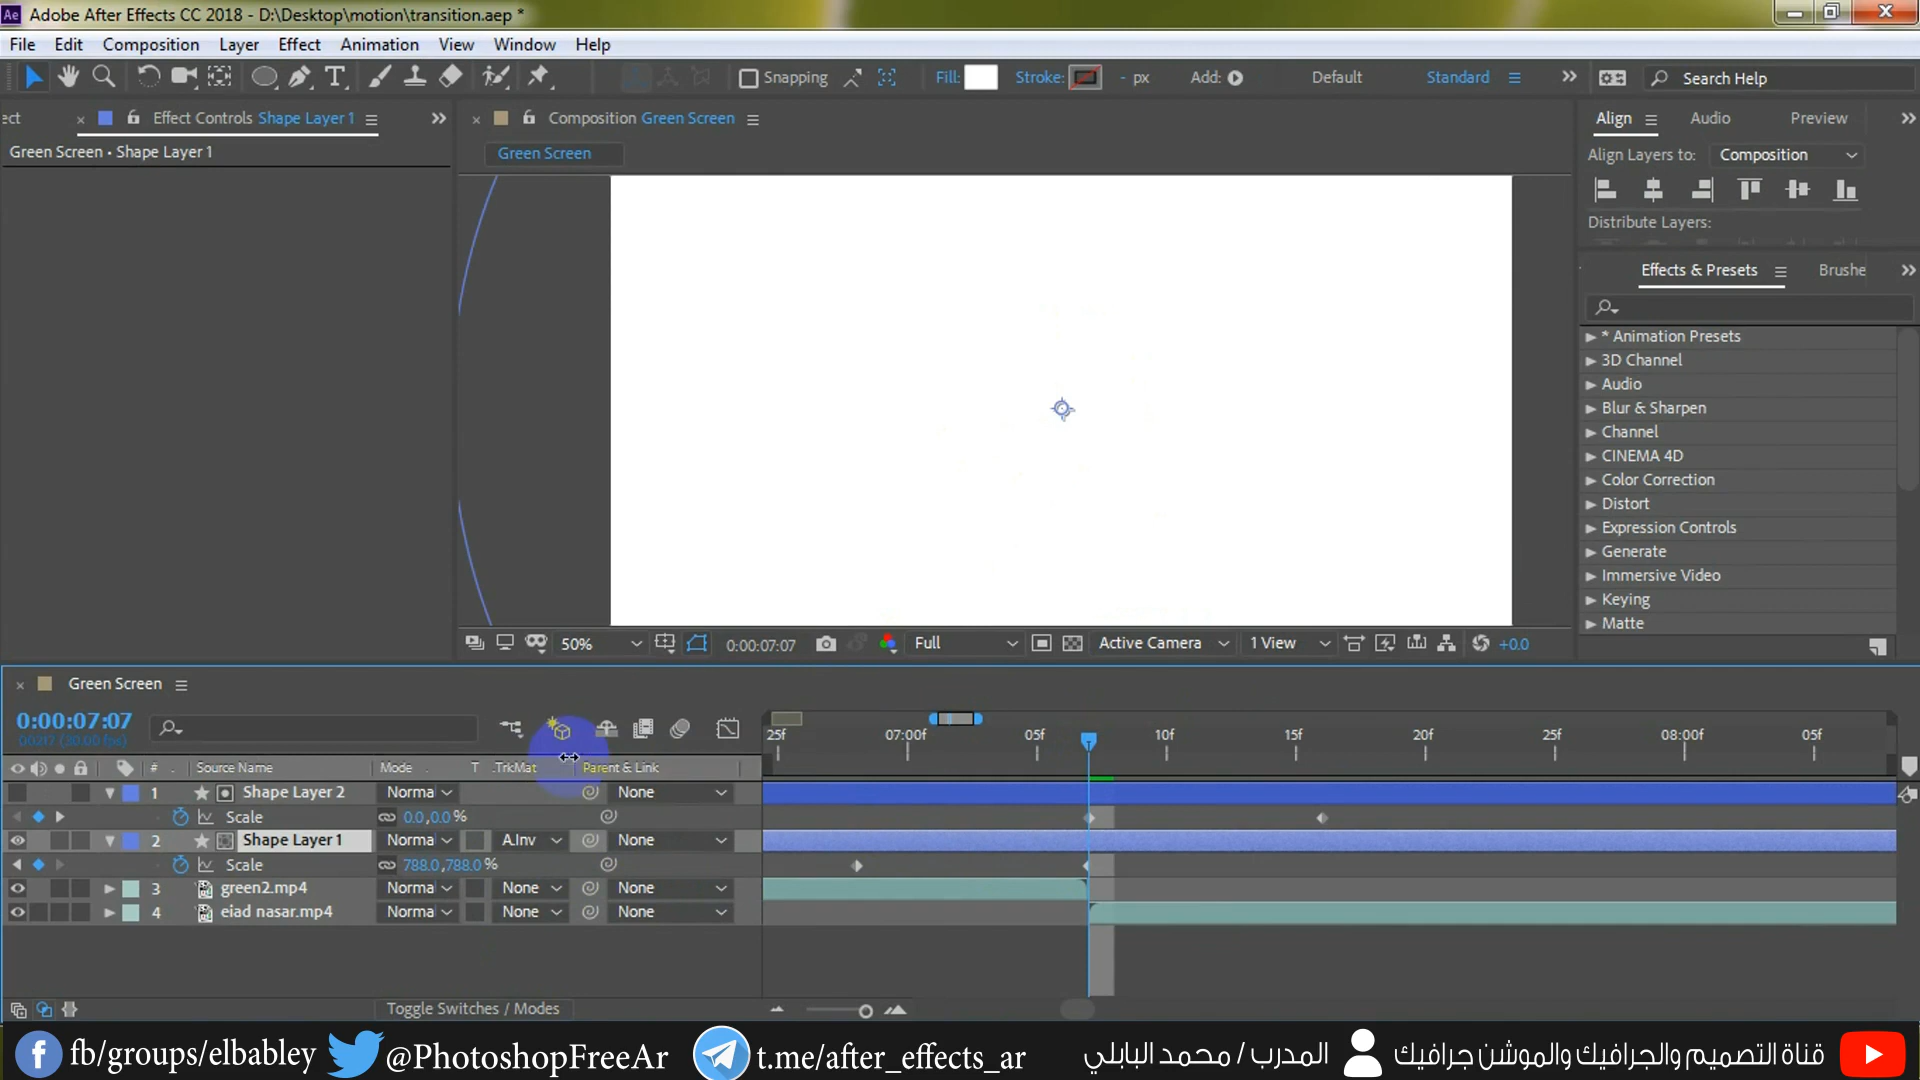 Adobe After Effects CC 2018 - D:\Desktop\motion\transition.aep *
File Edit Composition Layer Effect Animation View Window Help
Snapping Fill: Stroke: - px Add: Default Standard Search Help
ect Effect Controls Shape Layer 1
Composition Green Screen
Align Audio Preview
Green Screen • Shape Layer 1
Green Screen
Align Layers to: Composition
Distribute Layers:
Effects & Presets Brushe
* Animation Presets
3D Channel
Audio
Blur & Sharpen
Channel
CINEMA 4D
Color Correction
Distort
Expression Controls
Generate
Immersive Video
Keying
Matte
50% 0:00:07:07 Full Active Camera 1 View +0.0
Green Screen
0:00:07:07
00217 (30.00 fps)
25f 07:00f 05f 10f 15f 20f 25f 08:00f 05f
# Source Name Mode T .TrkMat Parent & Link
1 Shape Layer 2 Norma None
Scale 0.0,0.0 %
2 Shape Layer 1 Norma A.Inv None
Scale 788.0,788.0 %
3 green2.mp4 Norma None None
4 eiad nasar.mp4 Norma None None
Toggle Switches / Modes
fb/groups/elbabley @PhotoshopFreeAr t.me/after_effects_ar المدرب / محمد البابلي قناة التصميم والجرافيك والموشن جرافيك